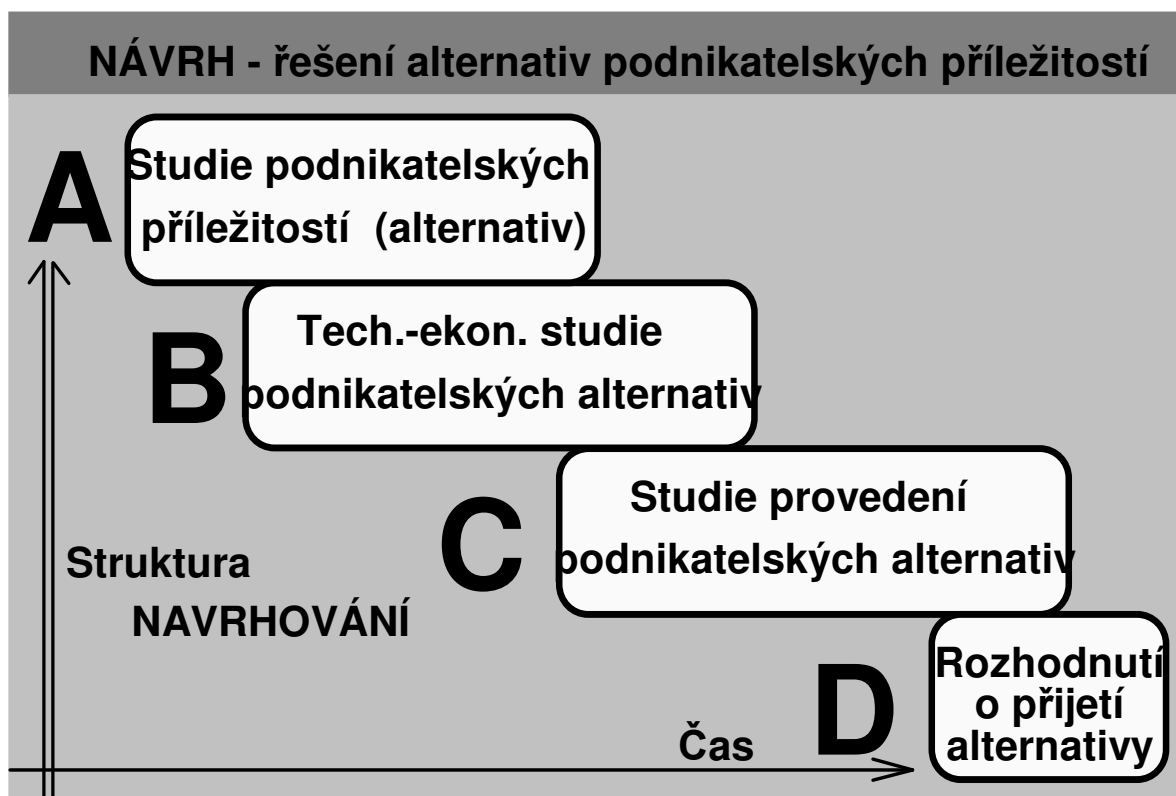 NÁVRH - řešení alternativ podnikatelských příležitostí
A
Studie podnikatelských
příležitostí (alternativ)
B
Tech.-ekon. studie
podnikatelských alternativ
C
Studie provedení
podnikatelských alternativ
Struktura
NAVRHOVÁNÍ
D
Rozhodnutí
o přijetí
alternativy
Čas